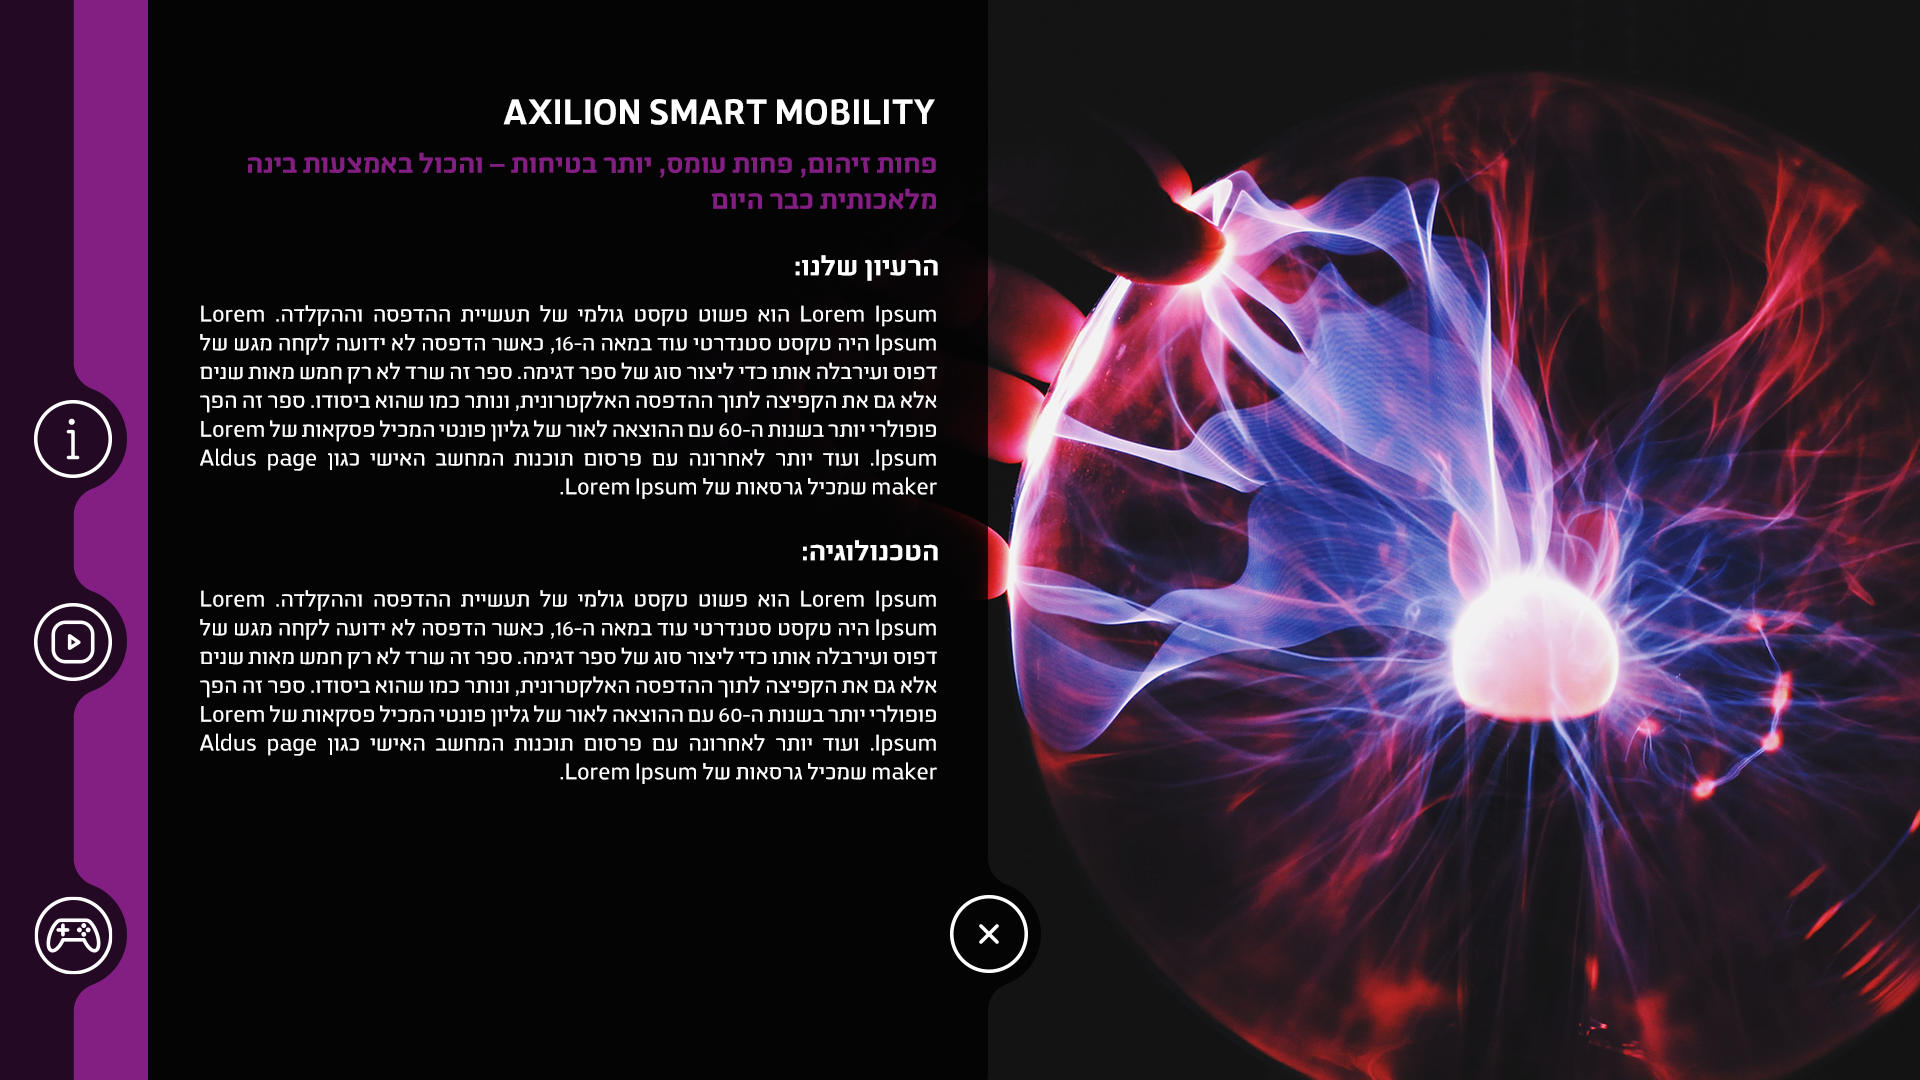 AXILION SMART MOBILITY
פחות זיהום, פחות עומס, יותר בטיחות – והכול באמצעות בינה
מלאכותית כבר היום
הרעיון שלנו:
Lorem Ipsum הוא פשוט טקסט גולמי של תעשיית ההדפסה וההקלדה. Lorem
Ipsum היה טקסט סטנדרטי עוד במאה ה-16, כאשר הדפסה לא ידועה לקחה מגש של
דפוס ועירבלה אותו כדי ליצור סוג של ספר דגימה. ספר זה שרד לא רק חמש מאות שנים
אלא גם את הקפיצה לתוך ההדפסה האלקטרונית, ונותר כמו שהוא ביסודו. ספר זה הפך
פופולרי יותר בשנות ה-60 עם ההוצאה לאור של גליון פונטי המכיל פסקאות של Lorem
Ipsum. ועוד יותר לאחרונה עם פרסום תוכנות המחשב האישי כגון Aldus page
maker שמכיל גרסאות של Lorem Ipsum.
הטכנולוגיה:
Lorem Ipsum הוא פשוט טקסט גולמי של תעשיית ההדפסה וההקלדה. Lorem
Ipsum היה טקסט סטנדרטי עוד במאה ה-16, כאשר הדפסה לא ידועה לקחה מגש של
דפוס ועירבלה אותו כדי ליצור סוג של ספר דגימה. ספר זה שרד לא רק חמש מאות שנים
אלא גם את הקפיצה לתוך ההדפסה האלקטרונית, ונותר כמו שהוא ביסודו. ספר זה הפך
פופולרי יותר בשנות ה-60 עם ההוצאה לאור של גליון פונטי המכיל פסקאות של Lorem
Ipsum. ועוד יותר לאחרונה עם פרסום תוכנות המחשב האישי כגון Aldus page
maker שמכיל גרסאות של Lorem Ipsum.